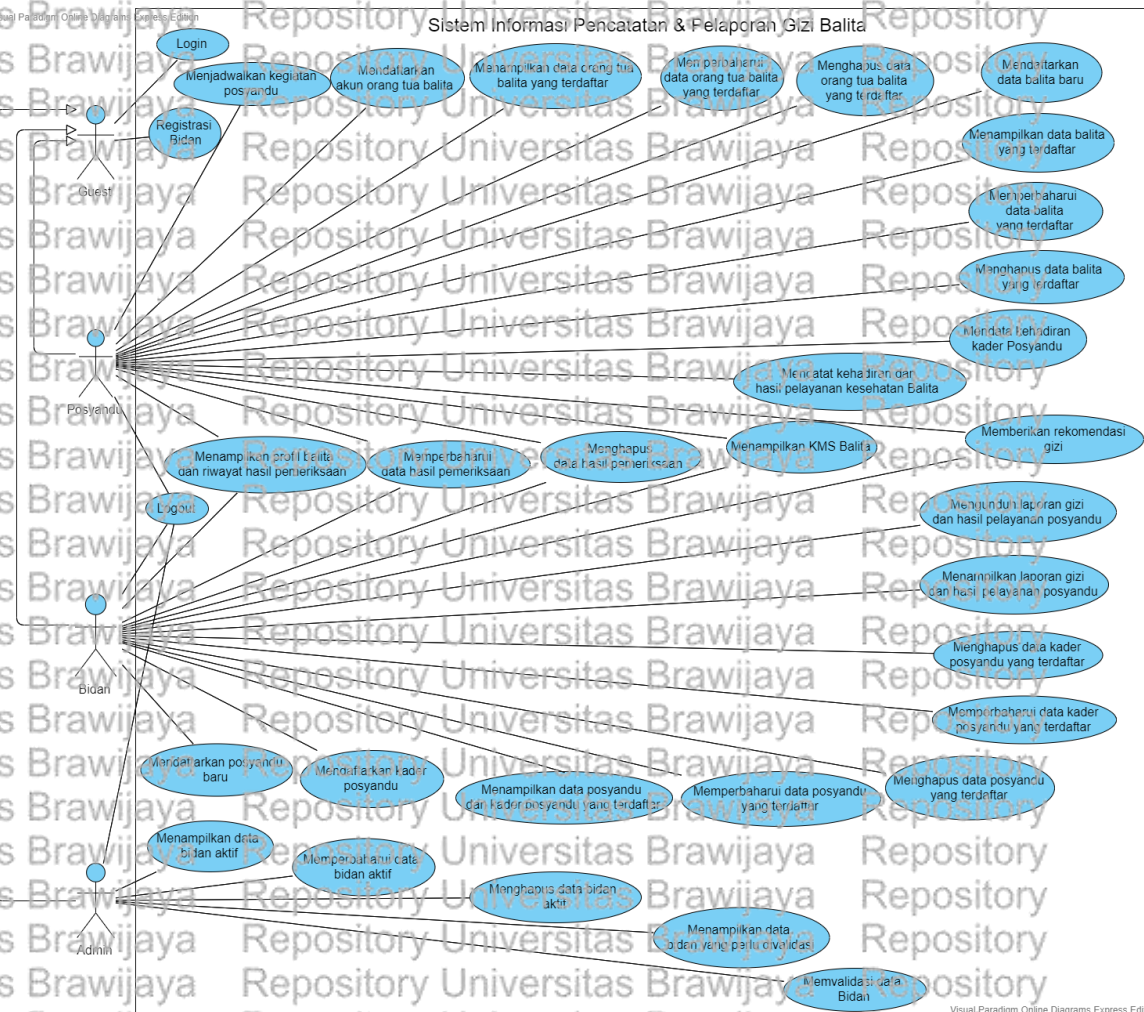 Visual Paradigm Online Diagrams Express Edition
Sistem Informasi Pencatatan & Pelaporan Gizi Balita
Login
Menjadwalkan kegiatan
posyandu
Mendaftarkan
akun orang tua balita
Menampilkan data orang tua
balita yang terdaftar
Memperbaharui
data orang tua balita
yang terdaftar
Menghapus data
orang tua balita
yang terdaftar
Mendaftarkan
data balita baru
Registrasi
Bidan
Guest
Menampilkan data balita
yang terdaftar
Memperbaharui
data balita
yang terdaftar
Menghapus data balita
yang terdaftar
Mendata kehadiran
kader Posyandu
Mencatat kehadiran dan
hasil pelayanan kesehatan Balita
Posyandu
Menampilkan profil balita
dan riwayat hasil pemeriksaan
Memperbaharui
data hasil pemeriksaan
Menghapus
data hasil pemeriksaan
Menampilkan KMS Balita
Memberikan rekomendasi
gizi
Logout
Mengunduh laporan gizi
dan hasil pelayanan posyandu
Menampilkan laporan gizi
dan hasil pelayanan posyandu
Menghapus data kader
posyandu yang terdaftar
Bidan
Memperbaharui data kader
posyandu yang terdaftar
Mendaftarkan posyandu
baru
Mendaftarkan kader
posyandu
Menampilkan data posyandu
dan kader posyandu yang terdaftar
Memperbaharui data posyandu
yang terdaftar
Menghapus data posyandu
yang terdaftar
Menampilkan data
bidan aktif
Memperbaharui data
bidan aktif
Menghapus data bidan
aktif
Menampilkan data
bidan yang perlu divalidasi
Memvalidasi data
Bidan
Admin
Visual Paradigm Online Diagrams Express Edi
s Brawijaya Repository Universitas Brawijaya Repository